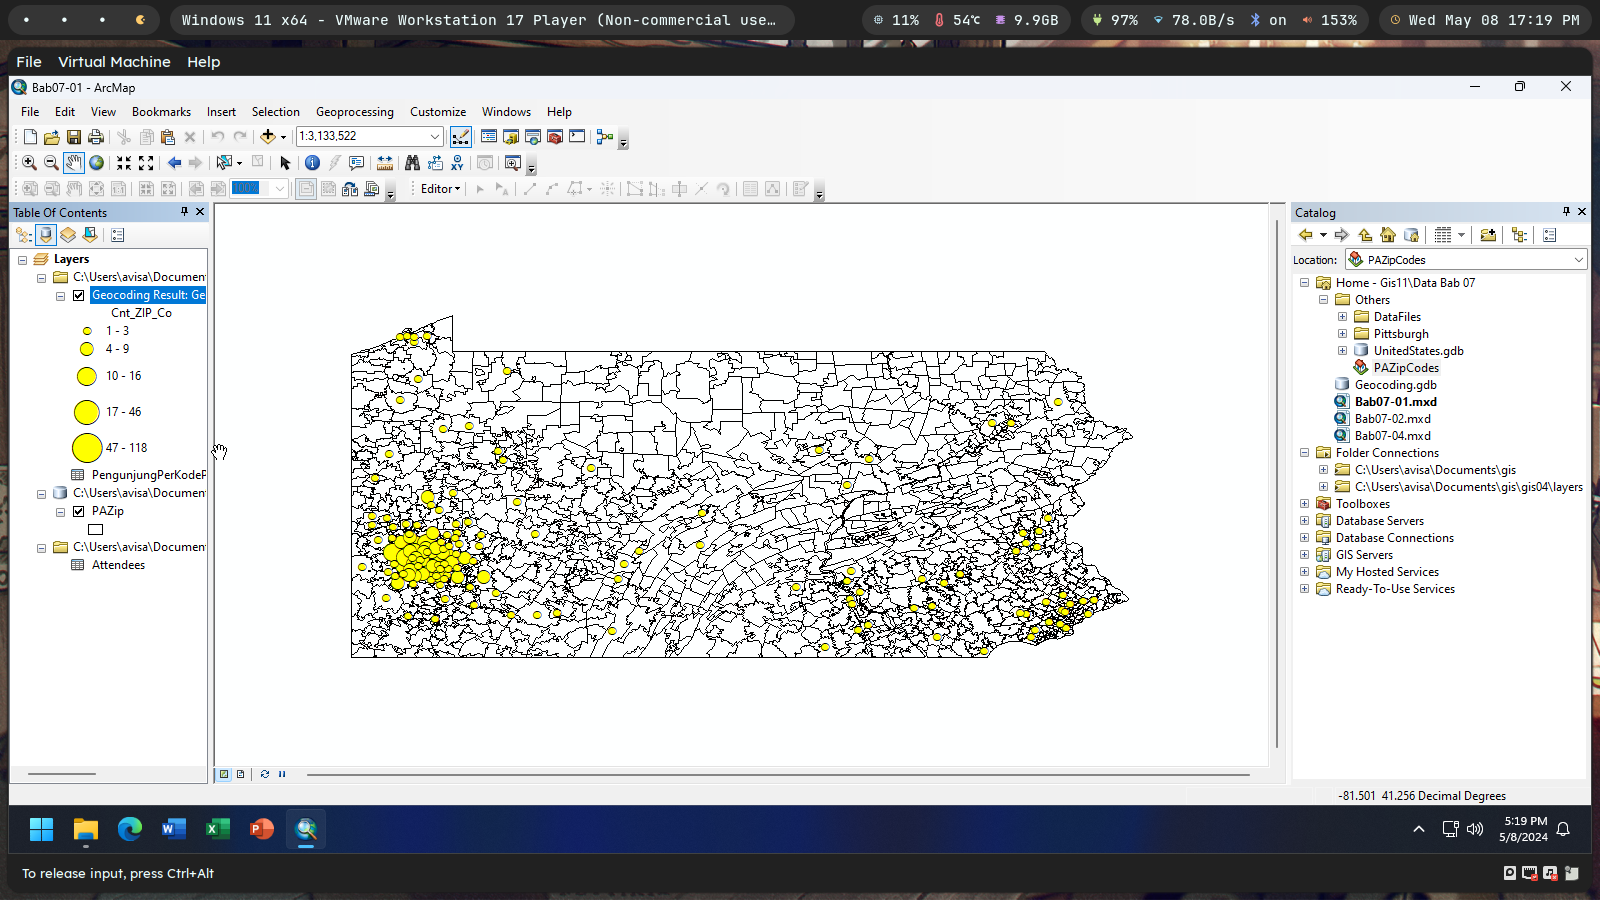 Windows 11 x64 - VMware Workstation 17 Player (Non-commercial use…
11%
54℃
9.9GB
97%
78.0B/s
on
153%
Wed May 08 17:19 PM
File Virtual Machine Help
Bab07-01 - ArcMap
File Edit View Bookmarks Insert Selection Geoprocessing Customize Windows Help
1:3,133,522
100%
Editor
Table Of Contents
Layers
C:\Users\avisa\Documen
Geocoding Result: Ge
Cnt_ZIP_Co
1 - 3
4 - 9
10 - 16
17 - 46
47 - 118
PengunjungPerKodeP
C:\Users\avisa\Documen
PAZip
C:\Users\avisa\Documen
Attendees
Catalog
Location: PAZipCodes
Home - Gis11\Data Bab 07
Others
DataFiles
Pittsburgh
UnitedStates.gdb
PAZipCodes
Geocoding.gdb
Bab07-01.mxd
Bab07-02.mxd
Bab07-04.mxd
Folder Connections
C:\Users\avisa\Documents\gis
C:\Users\avisa\Documents\gis\gis04\layers
Toolboxes
Database Servers
Database Connections
GIS Servers
My Hosted Services
Ready-To-Use Services
-81.501 41.256 Decimal Degrees
5:19 PM
5/8/2024
To release input, press Ctrl+Alt